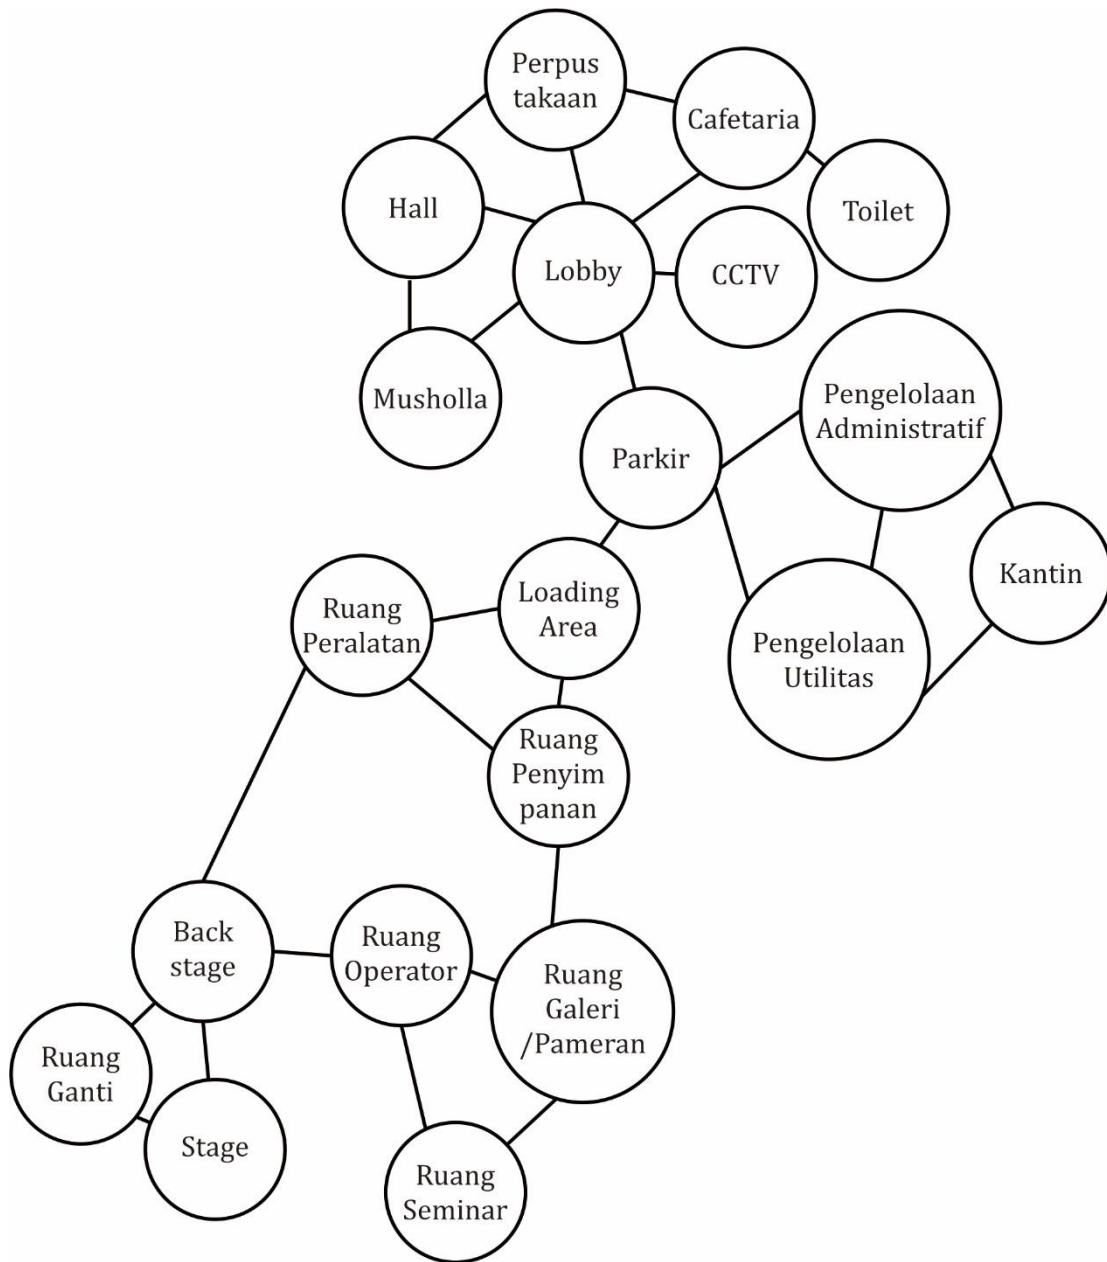 Perpus
takaan
Cafetaria
Hall
Toilet
Lobby
CCTV
Musholla
Pengelolaan
Administratif
Parkir
Loading
Area
Kantin
Ruang
Peralatan
Pengelolaan
Utilitas
Ruang
Penyim
panan
Back
stage
Ruang
Operator
Ruang
Galeri
/Pameran
Ruang
Ganti
Stage
Ruang
Seminar